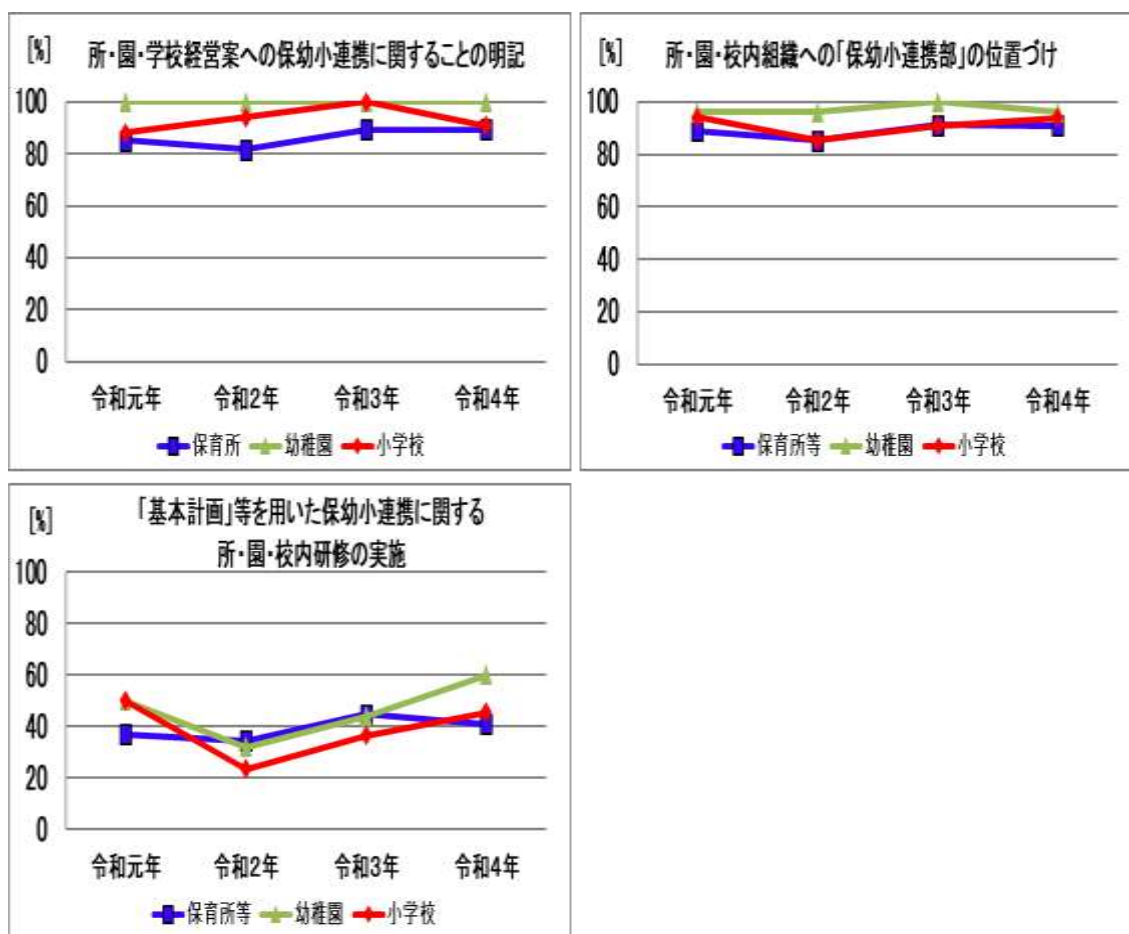 [%]
所・園・学校経営案への保幼小連携に関することの明記
100
80
60
40
20
0
令和元年 令和2年 令和3年 令和4年
保育所 幼稚園 小学校
[%]
所・園・校内組織への「保幼小連携部」の位置づけ
100
80
60
40
20
0
令和元年 令和2年 令和3年 令和4年
保育所等 幼稚園 小学校
[%]
「基本計画」等を用いた保幼小連携に関する
所・園・校内研修の実施
100
80
60
40
20
0
令和元年 令和2年 令和3年 令和4年
保育所等 幼稚園 小学校